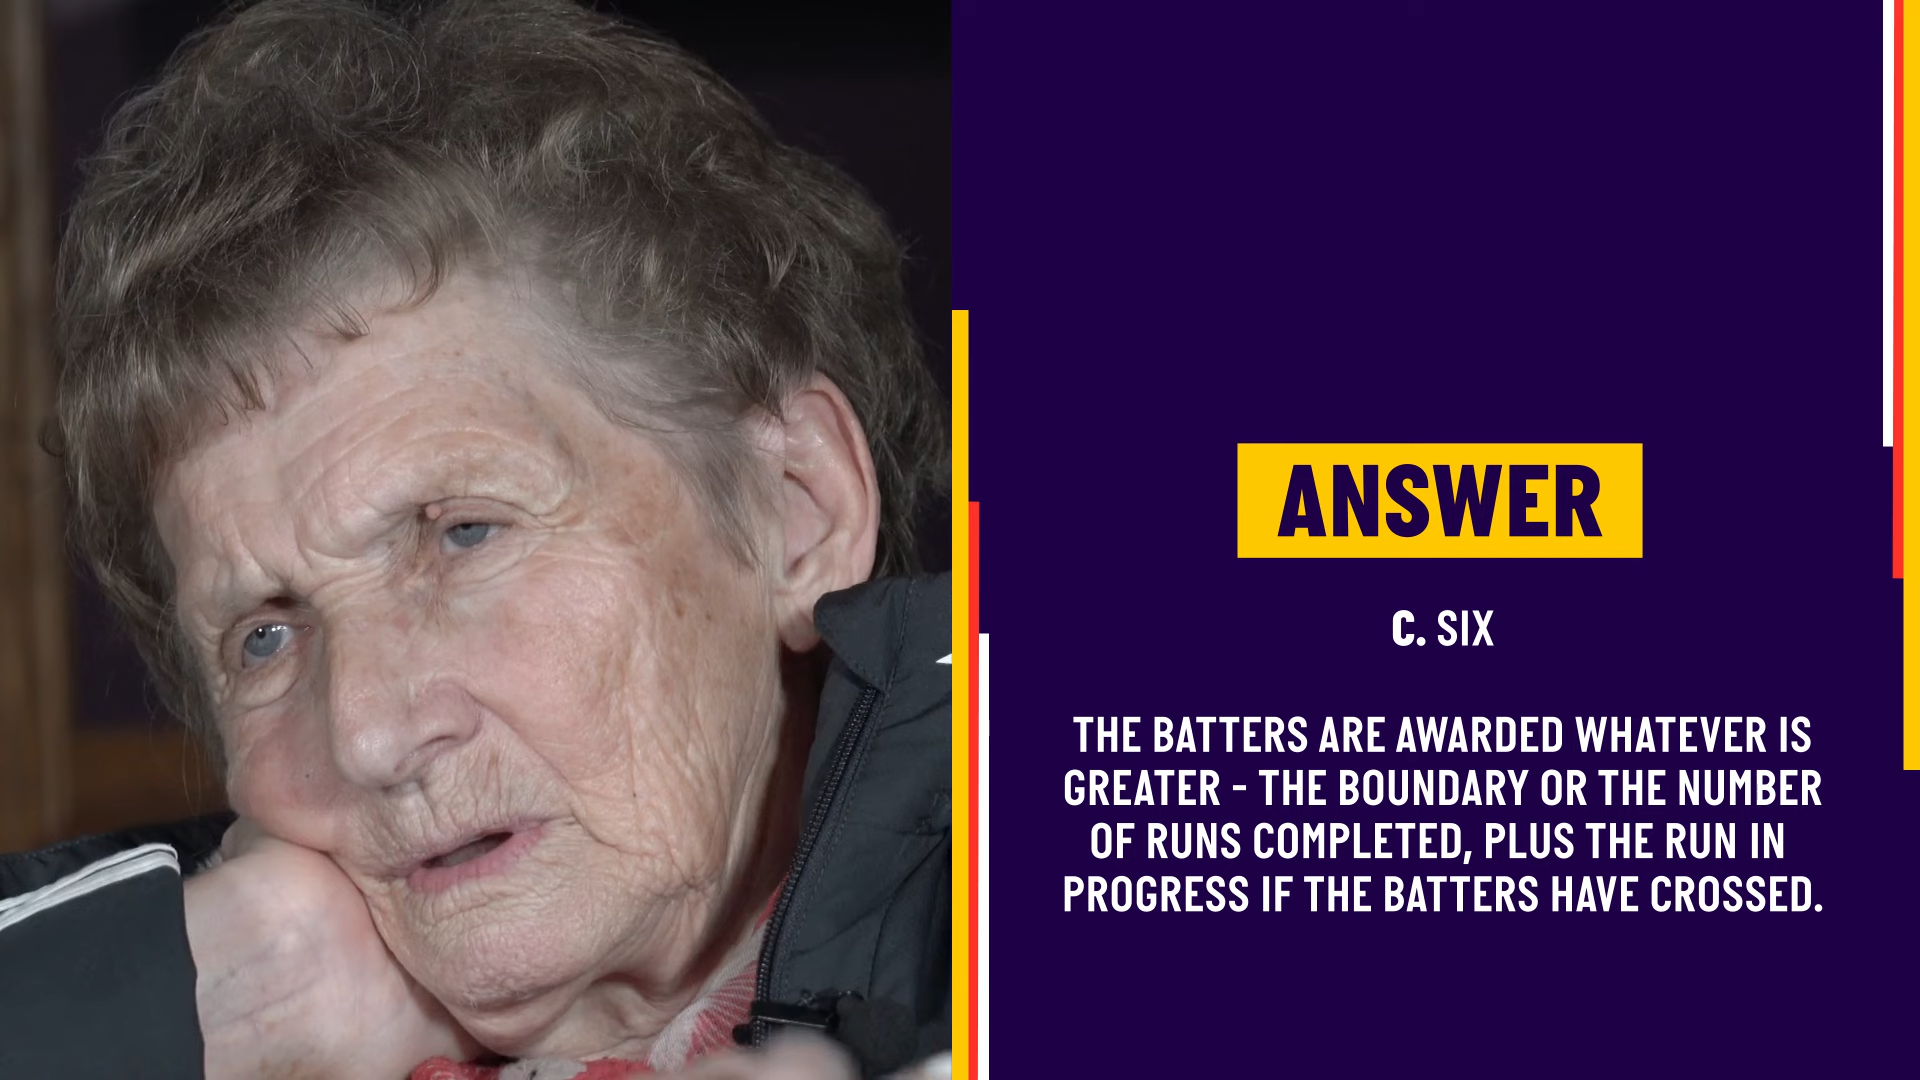 ANSWER
C. SIX
THE BATTERS ARE AWARDED WHATEVER IS
GREATER - THE BOUNDARY OR THE NUMBER
OF RUNS COMPLETED, PLUS THE RUN IN
PROGRESS IF THE BATTERS HAVE CROSSED.